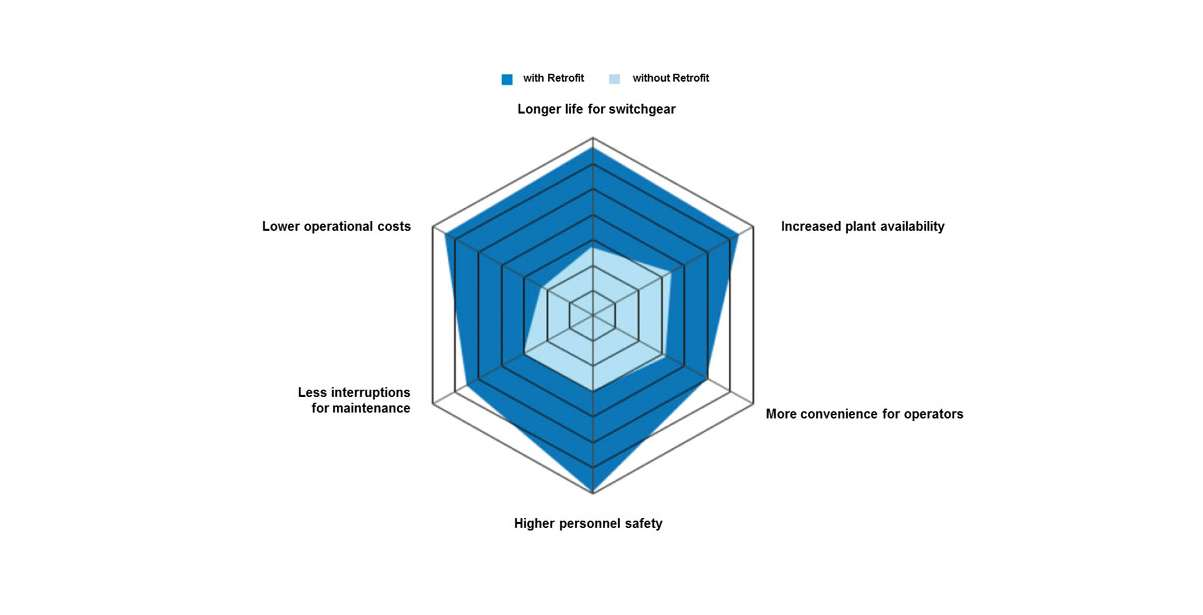 with Retrofit
without Retrofit
Longer life for switchgear
Lower operational costs
Increased plant availability
Less interruptions
for maintenance
More convenience for operators
Higher personnel safety